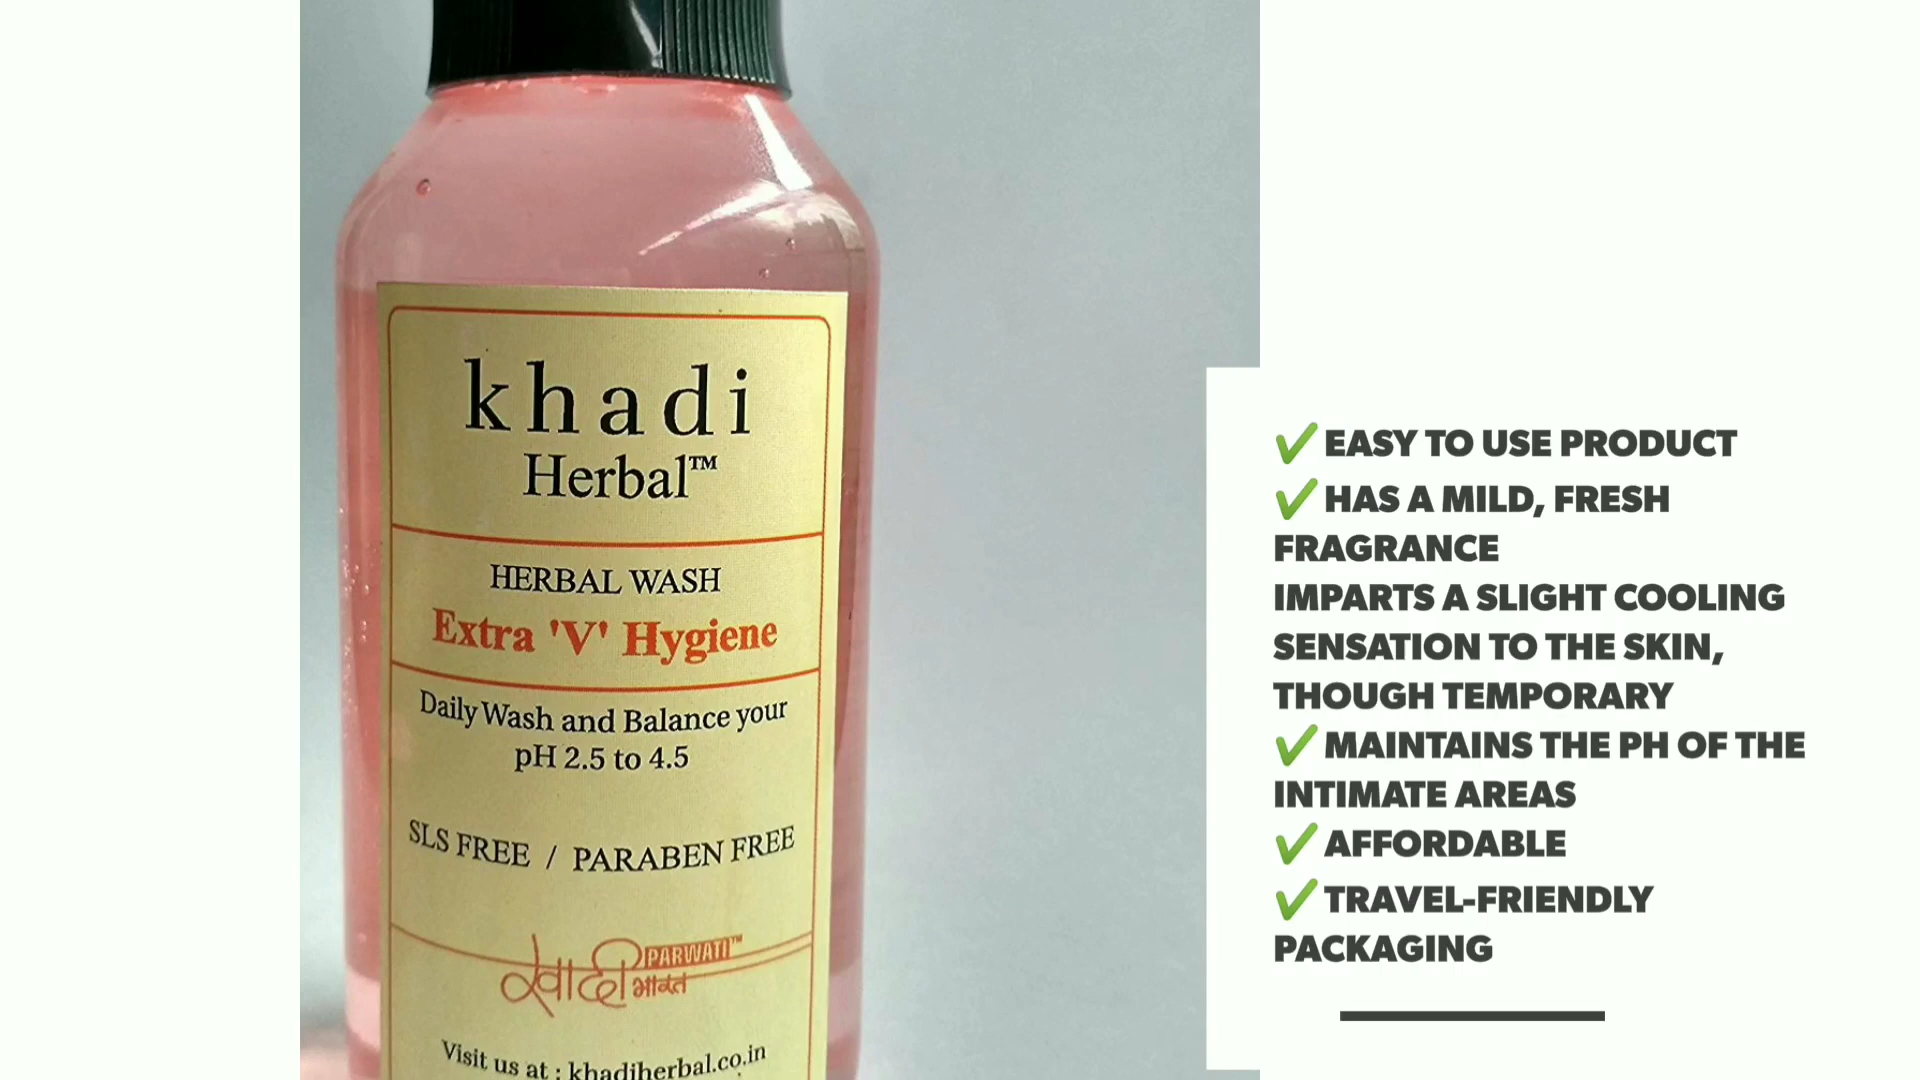 khadi
Herbal™
HERBAL WASH
Extra 'V' Hygiene
Daily Wash and Balance your
pH 2.5 to 4.5
SLS FREE / PARABEN FREE
खादी PARWATI™
भारत
Visit us at : khadiherbal.co.in
✔EASY TO USE PRODUCT
✔HAS A MILD, FRESH
FRAGRANCE
IMPARTS A SLIGHT COOLING
SENSATION TO THE SKIN,
THOUGH TEMPORARY
✔MAINTAINS THE PH OF THE
INTIMATE AREAS
✔AFFORDABLE
✔TRAVEL-FRIENDLY
PACKAGING